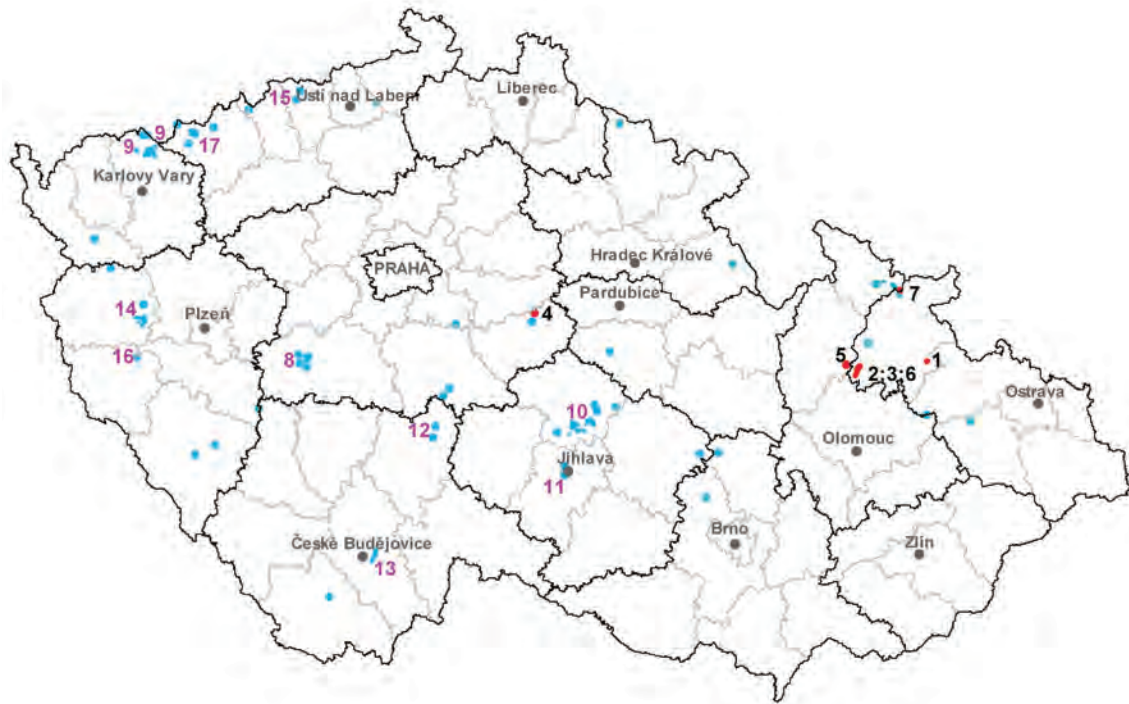 Liberec
15
Ústí nad Labem
9
9
17
Karlovy Vary
Hradec Králové
PRAHA
7
Pardubice
14
Plzeň
4
16
8
5
1
2;3;6
Ostrava
10
12
Olomouc
Jihlava
11
Brno
České Budějovice
Zlín
13